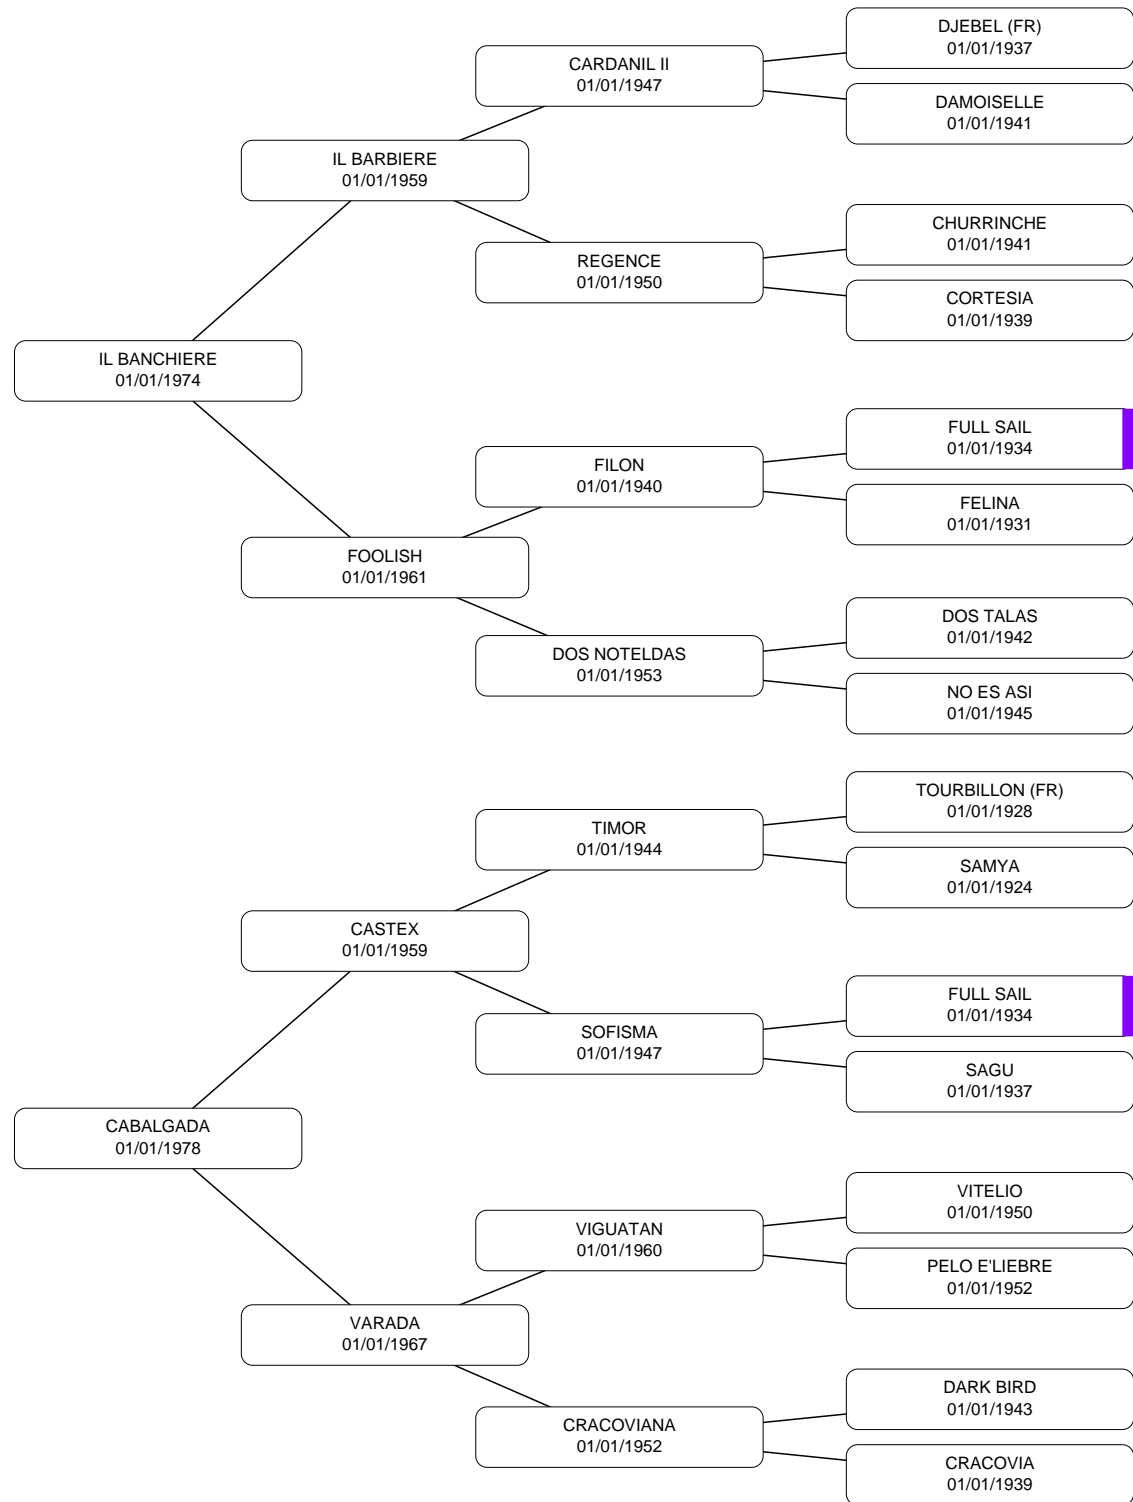 DJEBEL (FR)
01/01/1937
CARDANIL II
01/01/1947
DAMOISELLE
01/01/1941
IL BARBIERE
01/01/1959
CHURRINCHE
01/01/1941
REGENCE
01/01/1950
CORTESIA
01/01/1939
IL BANCHIERE
01/01/1974
FULL SAIL
01/01/1934
FILON
01/01/1940
FELINA
01/01/1931
FOOLISH
01/01/1961
DOS TALAS
01/01/1942
DOS NOTELDAS
01/01/1953
NO ES ASI
01/01/1945
TOURBILLON (FR)
01/01/1928
TIMOR
01/01/1944
SAMYA
01/01/1924
CASTEX
01/01/1959
FULL SAIL
01/01/1934
SOFISMA
01/01/1947
SAGU
01/01/1937
CABALGADA
01/01/1978
VITELIO
01/01/1950
VIGUATAN
01/01/1960
PELO E'LIEBRE
01/01/1952
VARADA
01/01/1967
DARK BIRD
01/01/1943
CRACOVIANA
01/01/1952
CRACOVIA
01/01/1939